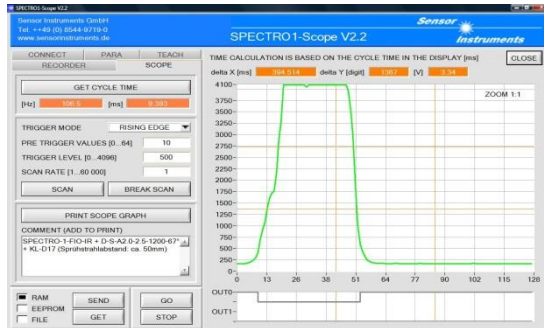 SPECTRO1-Scope V2.2
Sensor Instruments GmbH
Tel. ++49 (0) 8544-9719-0
www.sensorinstruments.de
SPECTRO1-Scope V2.2
Sensor
Instruments
CONNECT PARA TEACH
RECORDER SCOPE
GET CYCLE TIME
[Hz] 106.5 [ms] 9.393
TRIGGER MODE RISING EDGE
PRE TRIGGER VALUES [0...64] 10
TRIGGER LEVEL [0...4096] 500
SCAN RATE [1...60 000] 1
SCAN BREAK SCAN
PRINT SCOPE GRAPH
COMMENT (ADD TO PRINT)
SPECTRO-1-FIO-IR + D-S-A2.0-2.5-1200-67°
+ KL-D17 (Sprühstrahlabstand. ca. 50mm)
RAM
EEPROM
FILE
SEND GO
GET STOP
TIME CALCULATION IS BASED ON THE CYCLE TIME IN THE DISPLAY [ms]
CLOSE
delta X [ms] 394.514 delta Y [digit] 1367 [V] 3.34
ZOOM 1:1
4100
3750
3500
3250
3000
2750
2500
2250
2000
1750
1500
1250
1000
750
500
250
0
0 13 26 38 51 64 77 90 102 115 128
OUT0
OUT1